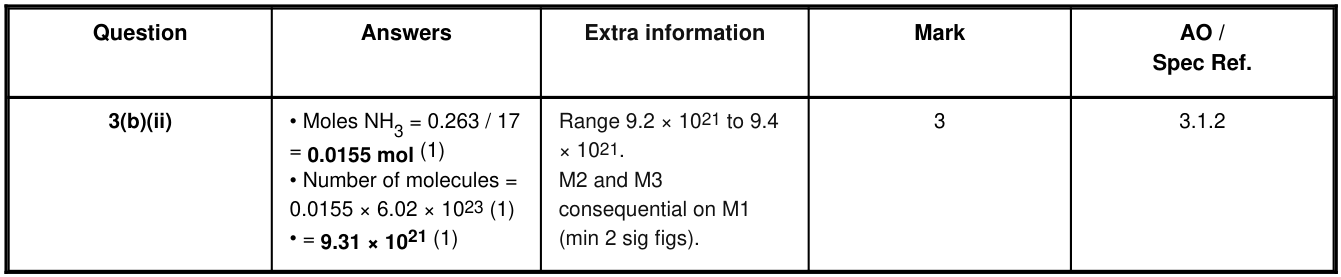 Question Answers Extra information Mark AO /
Spec Ref.
3(b)(ii)
• Moles NH₃ = 0.263 / 17
= 0.0155 mol (1)
• Number of molecules =
0.0155 × 6.02 × 10²³ (1)
• = 9.31 × 10²¹ (1)
Range 9.2 × 10²¹ to 9.4
× 10²¹.
M2 and M3
consequential on M1
(min 2 sig figs).
3
3.1.2